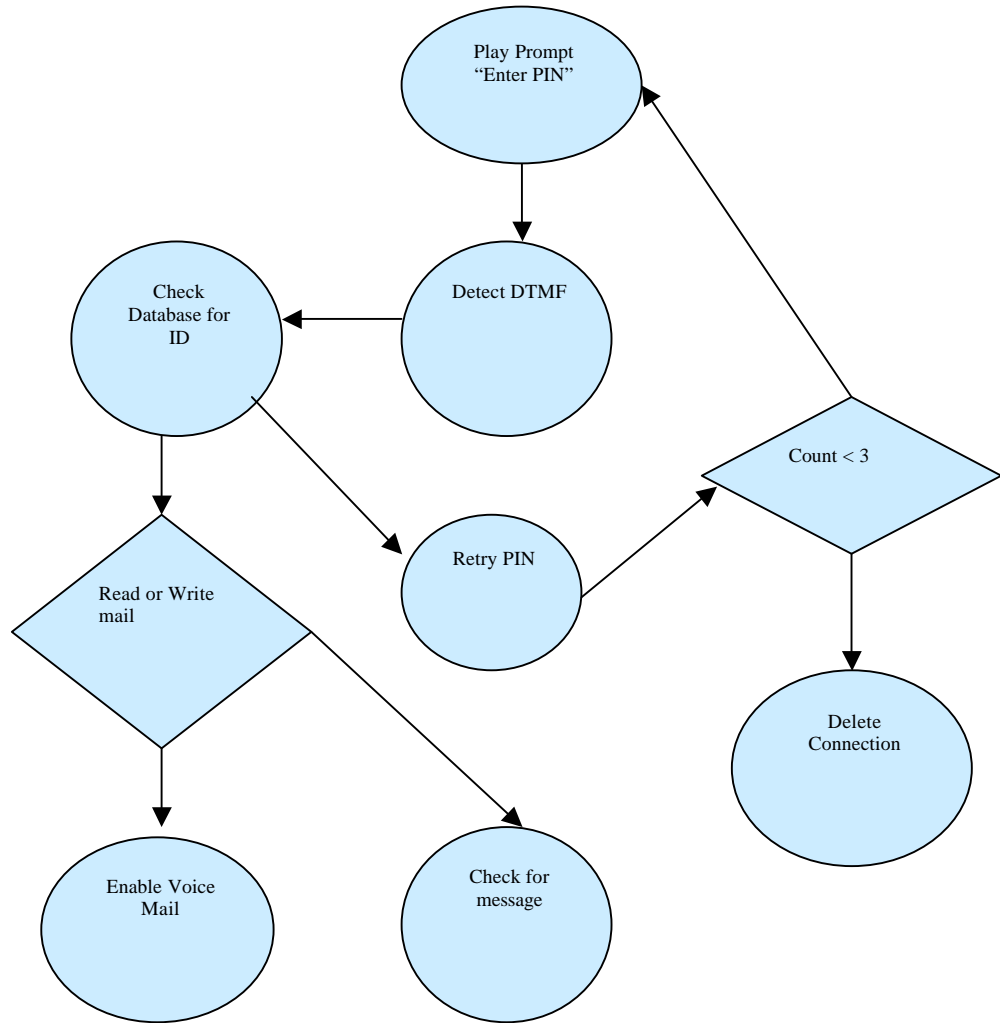 Play Prompt
“Enter PIN”
Check
Database for
ID
Detect DTMF
Count < 3
Retry PIN
Read or Write
mail
Delete
Connection
Enable Voice
Mail
Check for
message